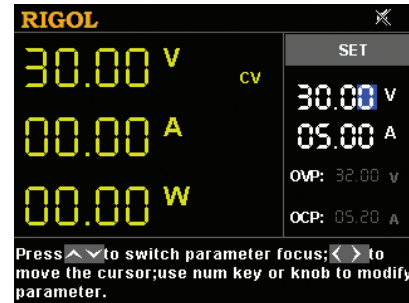 RIGOL
SET
30.00 V
CV
00.00 A
00.00 W
30.00 V
05.00 A
OVP: 32.00 V
OCP: 05.20 A
Press to switch parameter focus; to
move the cursor;use num key or knob to modify
parameter.